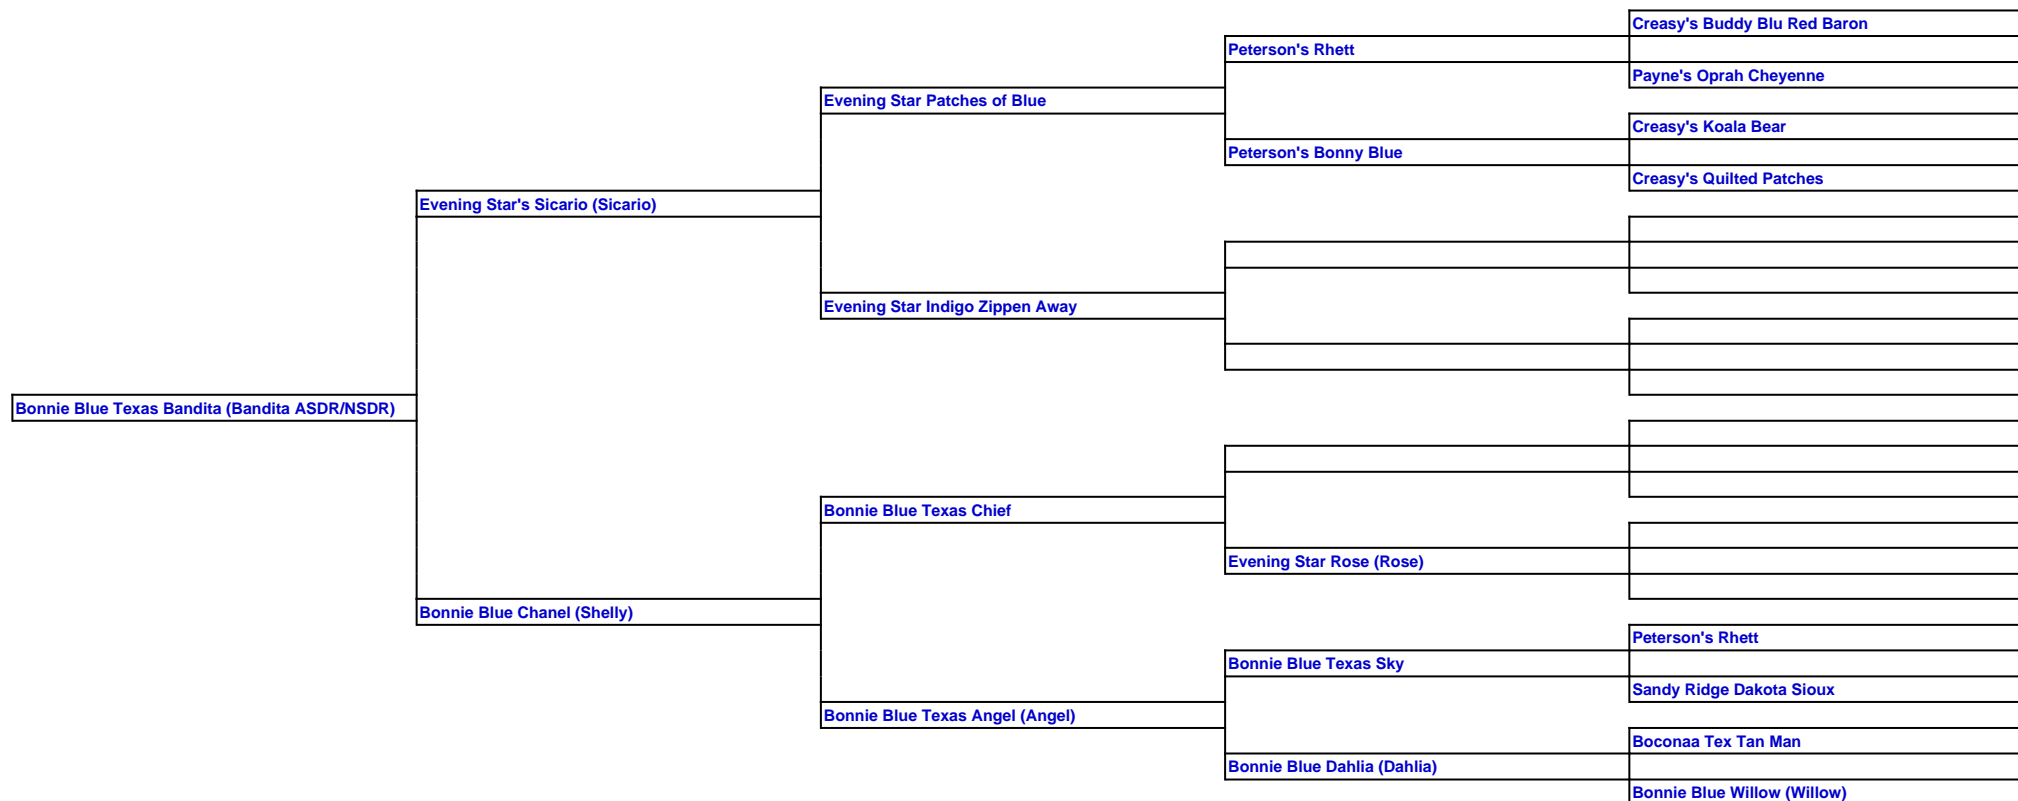 Creasy's Buddy Blu Red Baron
Peterson's Rhett
Payne's Oprah Cheyenne
Evening Star Patches of Blue
Creasy's Koala Bear
Peterson's Bonny Blue
Creasy's Quilted Patches
Evening Star's Sicario (Sicario)
Evening Star Indigo Zippen Away
Bonnie Blue Texas Bandita (Bandita ASDR/NSDR)
Bonnie Blue Texas Chief
Evening Star Rose (Rose)
Bonnie Blue Chanel (Shelly)
Peterson's Rhett
Bonnie Blue Texas Sky
Sandy Ridge Dakota Sioux
Bonnie Blue Texas Angel (Angel)
Boconaa Tex Tan Man
Bonnie Blue Dahlia (Dahlia)
Bonnie Blue Willow (Willow)